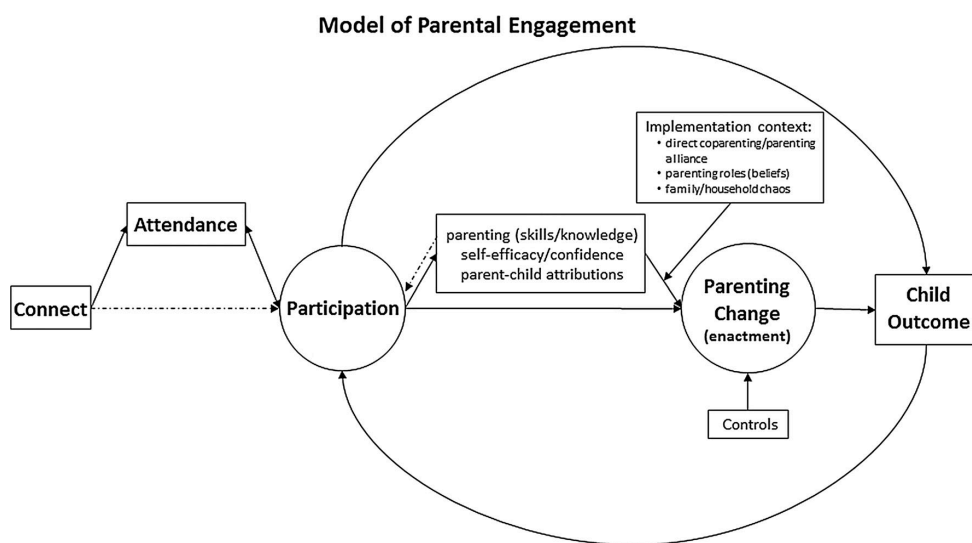 Model of Parental Engagement
Implementation context:
• direct coparenting/parenting
alliance
• parenting roles (beliefs)
• family/household chaos
Attendance
parenting (skills/knowledge)
self-efficacy/confidence
parent-child attributions
Connect
Participation
Parenting
Change
(enactment)
Child
Outcome
Controls